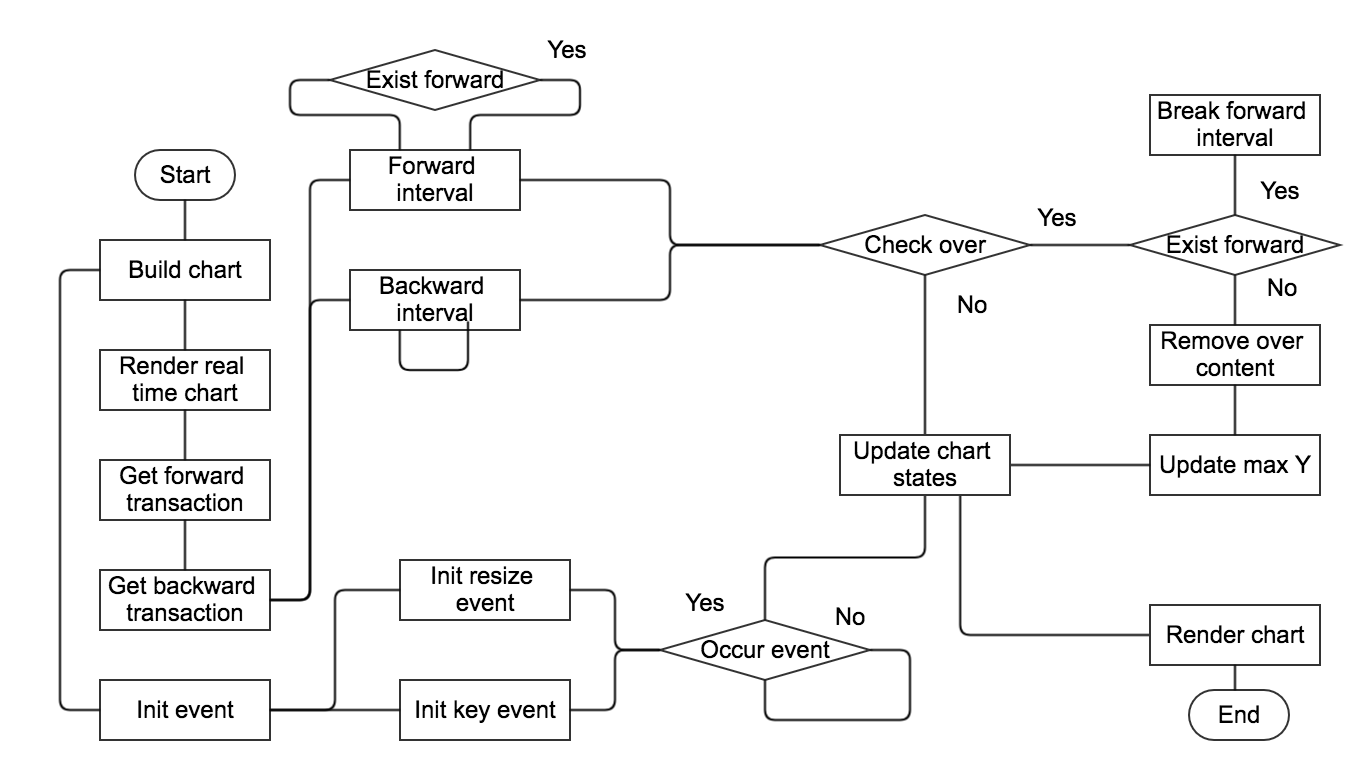 Yes
Exist forward
Start
Forward
interval
Break forward
interval
Yes
Yes
Check over
Exist forward
Build chart
Backward
interval
No
No
Render real
time chart
Remove over
content
Get forward
transaction
Update chart
states
Update max Y
Get backward
transaction
Init resize
event
Yes
No
Occur event
Render chart
Init event
Init key event
End